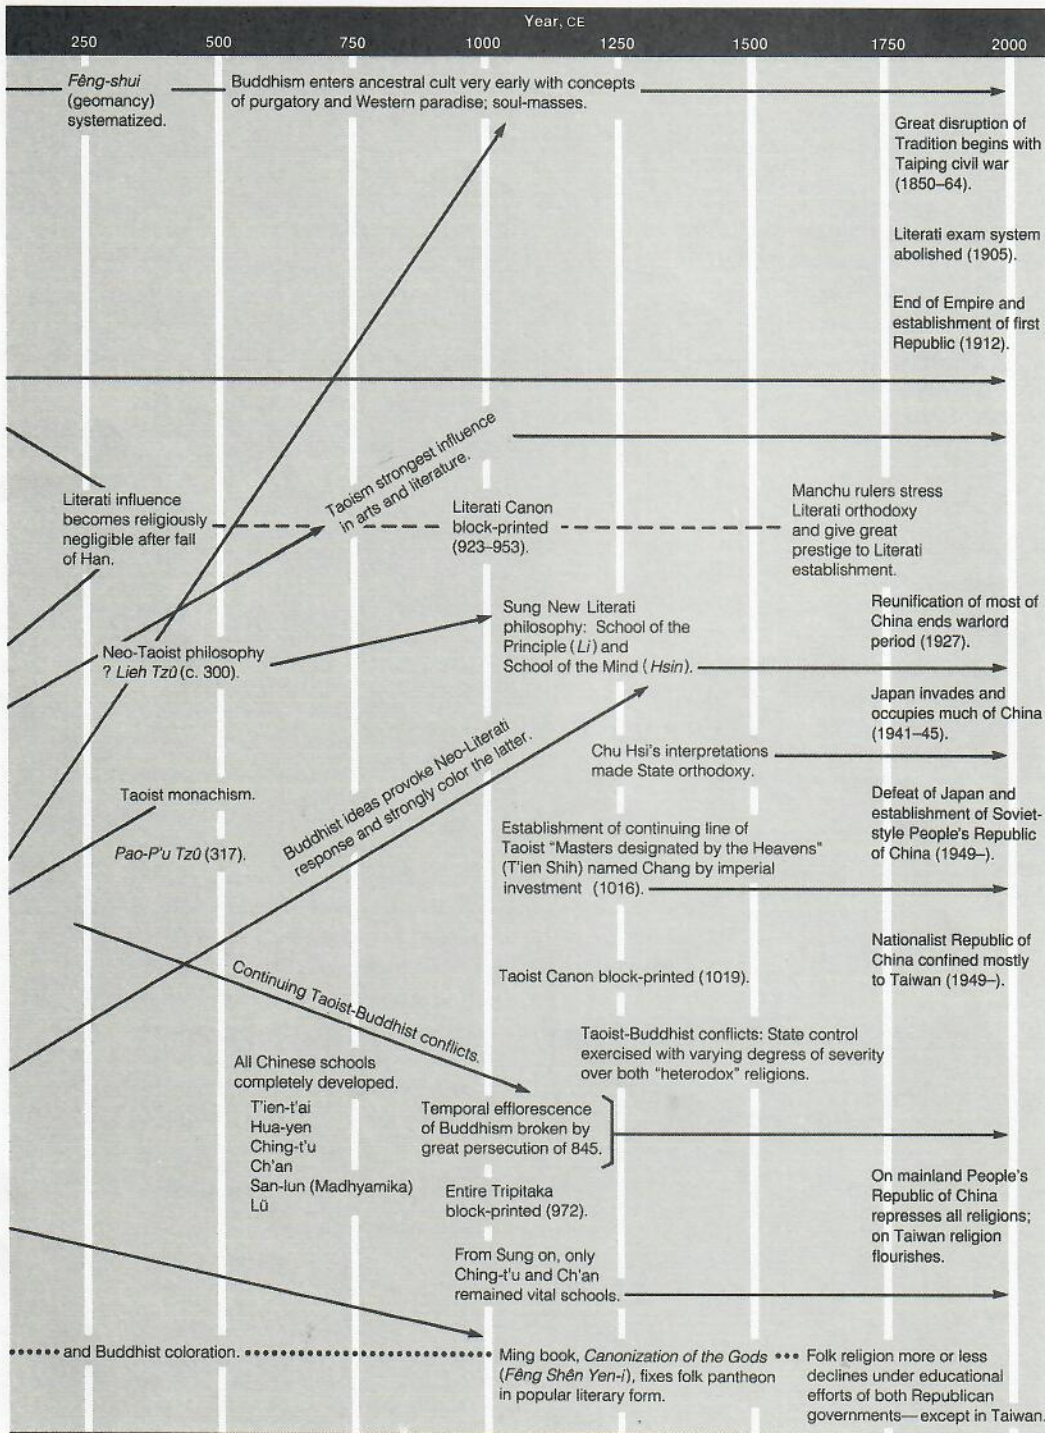 Year, CE
250 500 750 1000 1250 1500 1750 2000
Fêng-shui
(geomancy)
systematized.
Buddhism enters ancestral cult very early with concepts
of purgatory and Western paradise; soul-masses.
Great disruption of
Tradition begins with
Taiping civil war
(1850–64).
Literati exam system
abolished (1905).
End of Empire and
establishment of first
Republic (1912).
Taoism strongest influence
in arts and literature.
Literati influence
becomes religiously
negligible after fall
of Han.
Literati Canon
block-printed
(923–953).
Manchu rulers stress
Literati orthodoxy
and give great
prestige to Literati
establishment.
Neo-Taoist philosophy
? Lieh Tzŭ (c. 300).
Sung New Literati
philosophy: School of the
Principle (Li) and
School of the Mind (Hsin).
Reunification of most of
China ends warlord
period (1927).
Japan invades and
occupies much of China
(1941–45).
Buddhist ideas provoke Neo-Literati
response and strongly color the latter.
Chu Hsi's interpretations
made State orthodoxy.
Taoist monachism.
Pao-P'u Tzŭ (317).
Defeat of Japan and
establishment of Soviet-
style People's Republic
of China (1949–).
Establishment of continuing line of
Taoist "Masters designated by the Heavens"
(T'ien Shih) named Chang by imperial
investment (1016).
Nationalist Republic of
China confined mostly
to Taiwan (1949–).
Continuing Taoist-Buddhist conflicts.
Taoist Canon block-printed (1019).
Taoist-Buddhist conflicts: State control
exercised with varying degress of severity
over both "heterodox" religions.
All Chinese schools
completely developed.
T'ien-t'ai
Hua-yen
Ching-t'u
Ch'an
San-lun (Madhyamika)
Lü
Temporal efflorescence
of Buddhism broken by
great persecution of 845.
Entire Tripitaka
block-printed (972).
On mainland People's
Republic of China
represses all religions;
on Taiwan religion
flourishes.
From Sung on, only
Ching-t'u and Ch'an
remained vital schools.
and Buddhist coloration.
Ming book, Canonization of the Gods
(Fêng Shên Yen-i), fixes folk pantheon
in popular literary form.
Folk religion more or less
declines under educational
efforts of both Republican
governments—except in Taiwan.